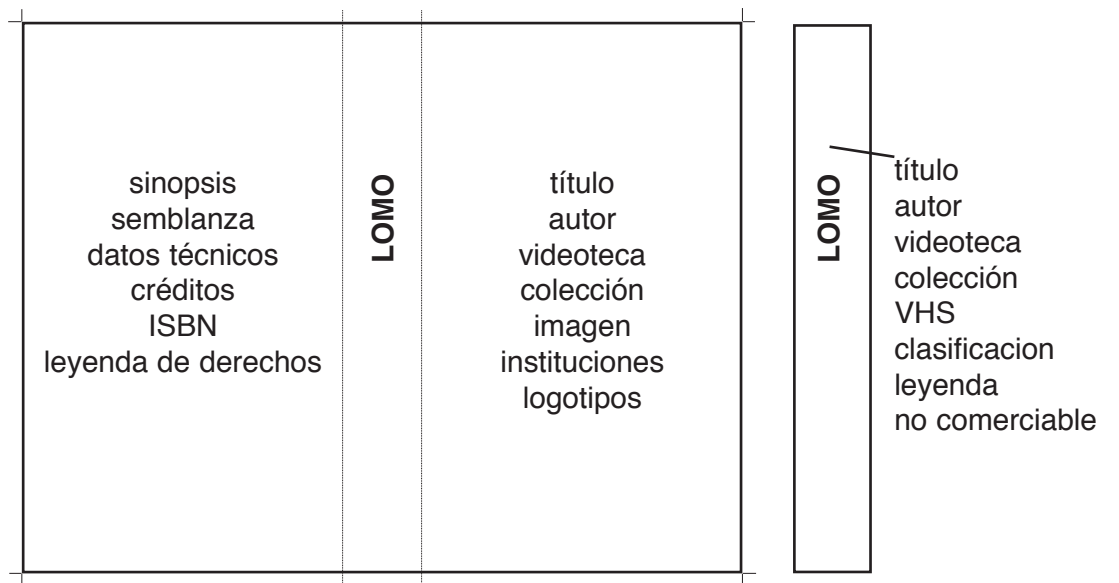 sinopsis
semblanza
datos técnicos
créditos
ISBN
leyenda de derechos
LOMO
título
autor
videoteca
colección
imagen
instituciones
logotipos
LOMO
título
autor
videoteca
colección
VHS
clasificacion
leyenda
no comerciable